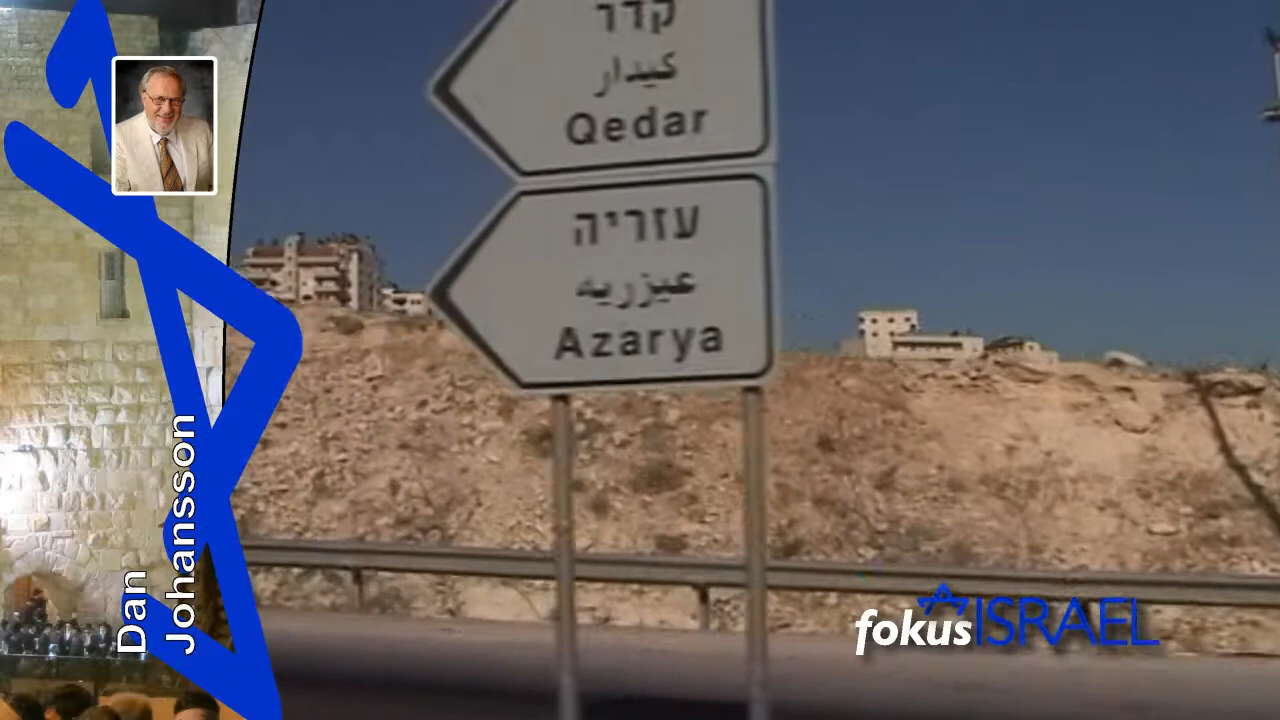 קדר
كيدار
Qedar
עזריה
عيزريه
Azarya
Dan
Johansson
fokus ISRAEL